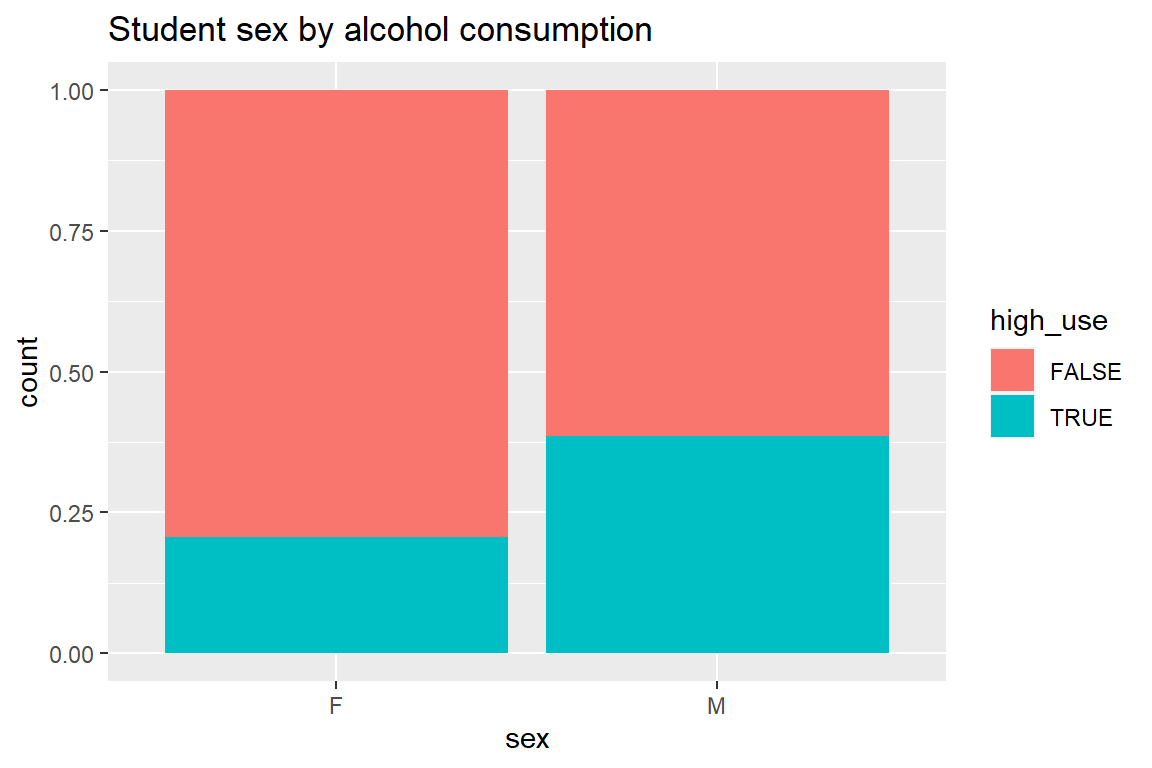 Student sex by alcohol consumption
1.00
0.75
0.50
0.25
0.00
count
F
M
sex
high_use
FALSE
TRUE